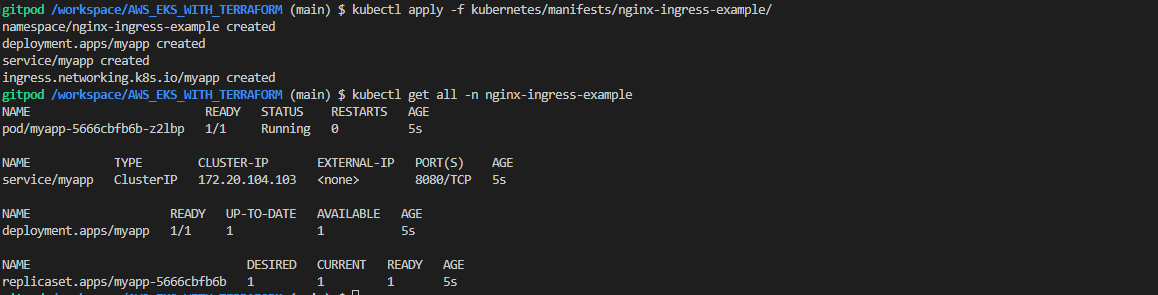 gitpod /workspace/AWS_EKS_WITH_TERRAFORM (main) $ kubectl apply -f kubernetes/manifests/nginx-ingress-example/
namespace/nginx-ingress-example created
deployment.apps/myapp created
service/myapp created
ingress.networking.k8s.io/myapp created
gitpod /workspace/AWS_EKS_WITH_TERRAFORM (main) $ kubectl get all -n nginx-ingress-example
NAME READY STATUS RESTARTS AGE
pod/myapp-5666cbfb6b-z2lbp 1/1 Running 0 5s
NAME TYPE CLUSTER-IP EXTERNAL-IP PORT(S) AGE
service/myapp ClusterIP 172.20.104.103 <none> 8080/TCP 5s
NAME READY UP-TO-DATE AVAILABLE AGE
deployment.apps/myapp 1/1 1 1 5s
NAME DESIRED CURRENT READY AGE
replicaset.apps/myapp-5666cbfb6b 1 1 1 5s
gitpod /workspace/AWS_EKS_WITH_TERRAFORM (main) $